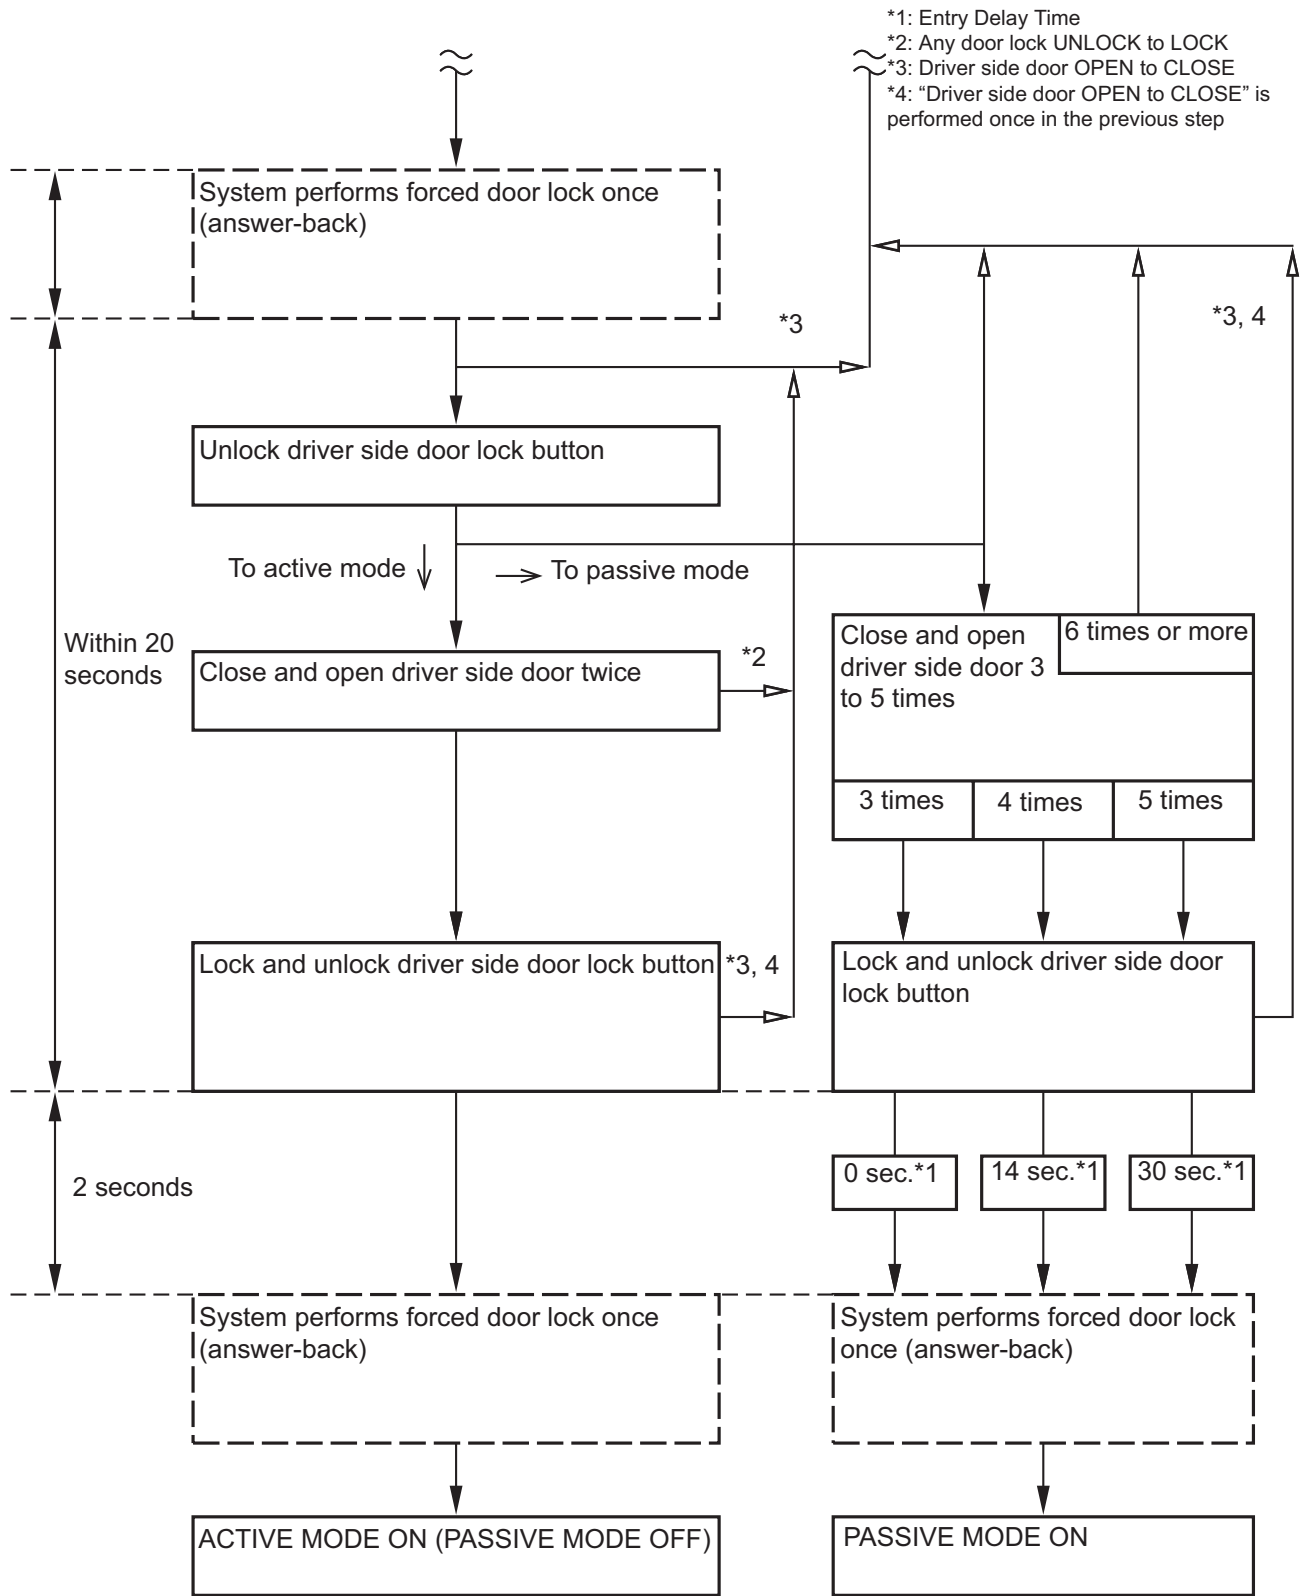 *1: Entry Delay Time
*2: Any door lock UNLOCK to LOCK
*3: Driver side door OPEN to CLOSE
*4: “Driver side door OPEN to CLOSE” is
performed once in the previous step
System performs forced door lock once
(answer-back)
*3
*3, 4
Unlock driver side door lock button
To active mode
To passive mode
Within 20
seconds
Close and open driver side door twice
*2
Close and open
driver side door 3
to 5 times
6 times or more
3 times
4 times
5 times
Lock and unlock driver side door lock button
*3, 4
Lock and unlock driver side door
lock button
2 seconds
0 sec.*1
14 sec.*1
30 sec.*1
System performs forced door lock once
(answer-back)
System performs forced door lock
once (answer-back)
ACTIVE MODE ON (PASSIVE MODE OFF)
PASSIVE MODE ON